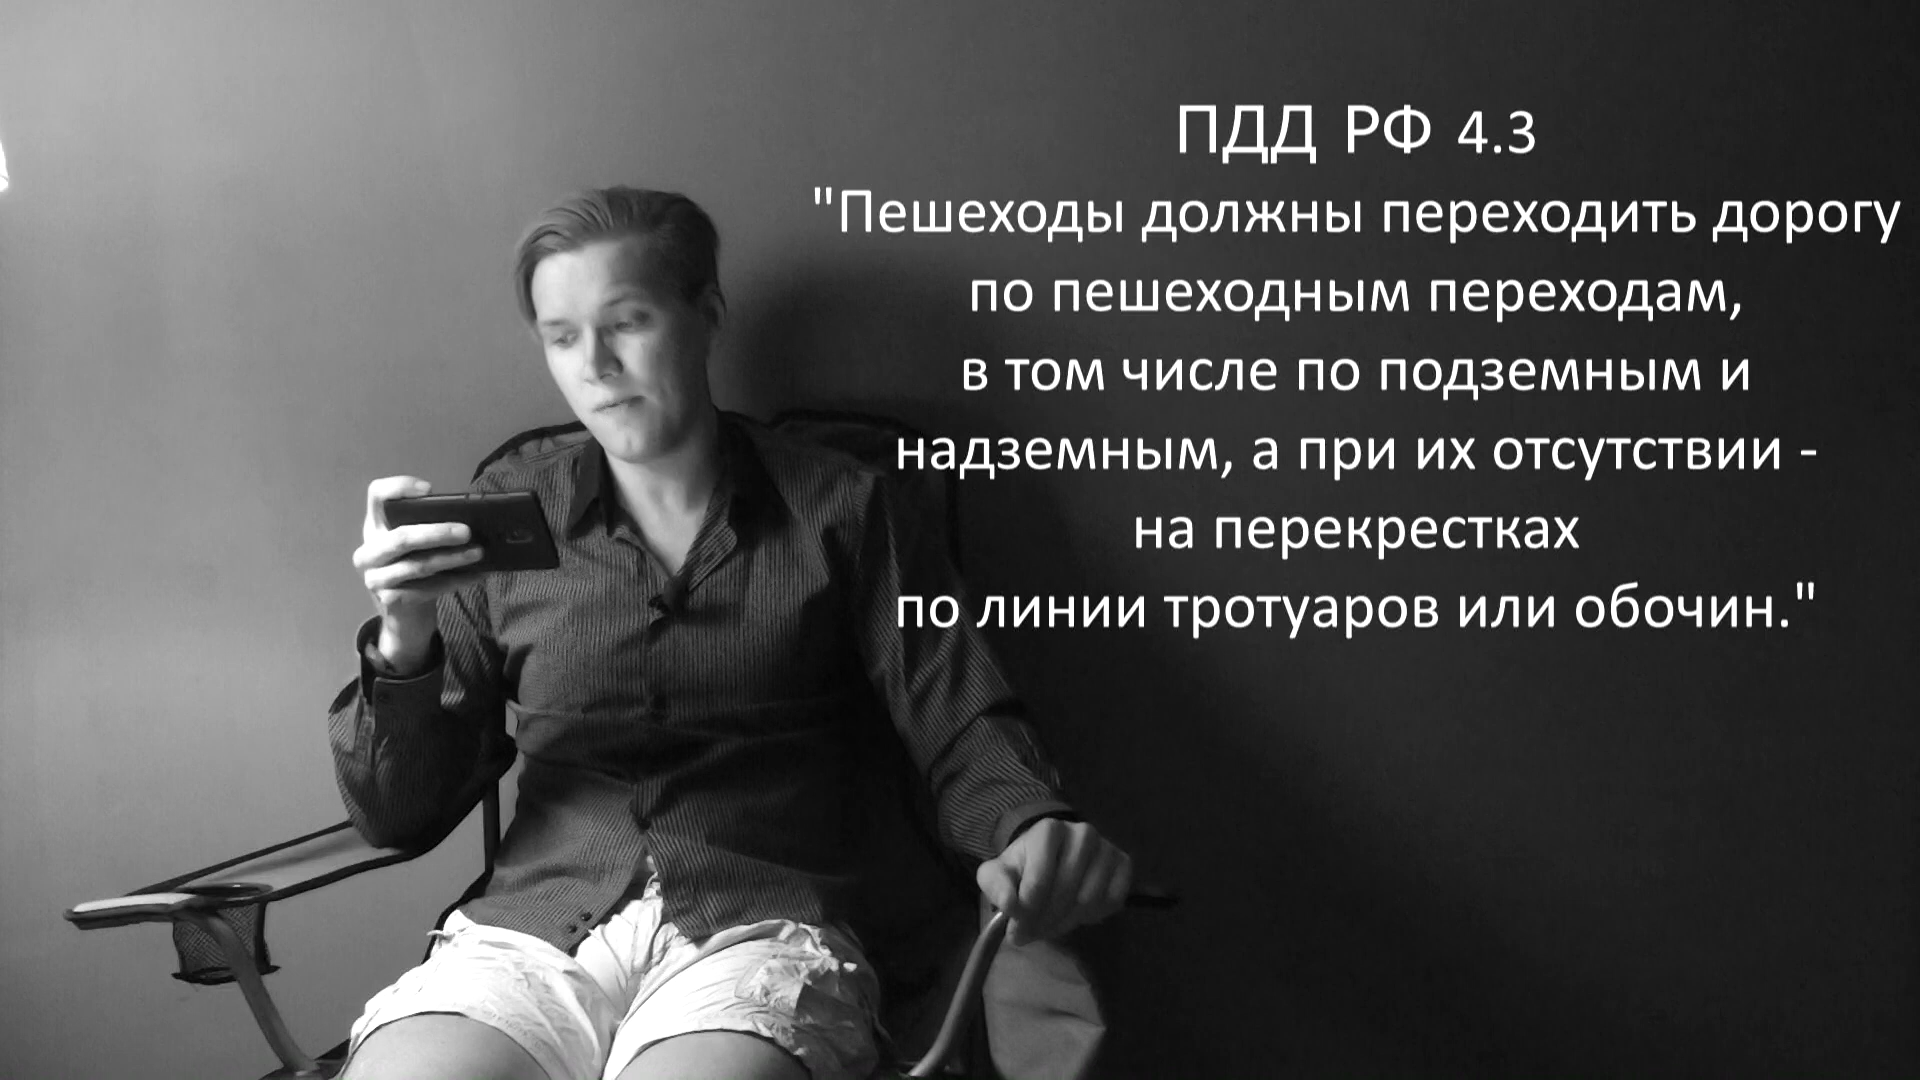 ПДД РФ 4.3
"Пешеходы должны переходить дорогу
по пешеходным переходам,
в том числе по подземным и
надземным, а при их отсутствии -
на перекрестках
по линии тротуаров или обочин."